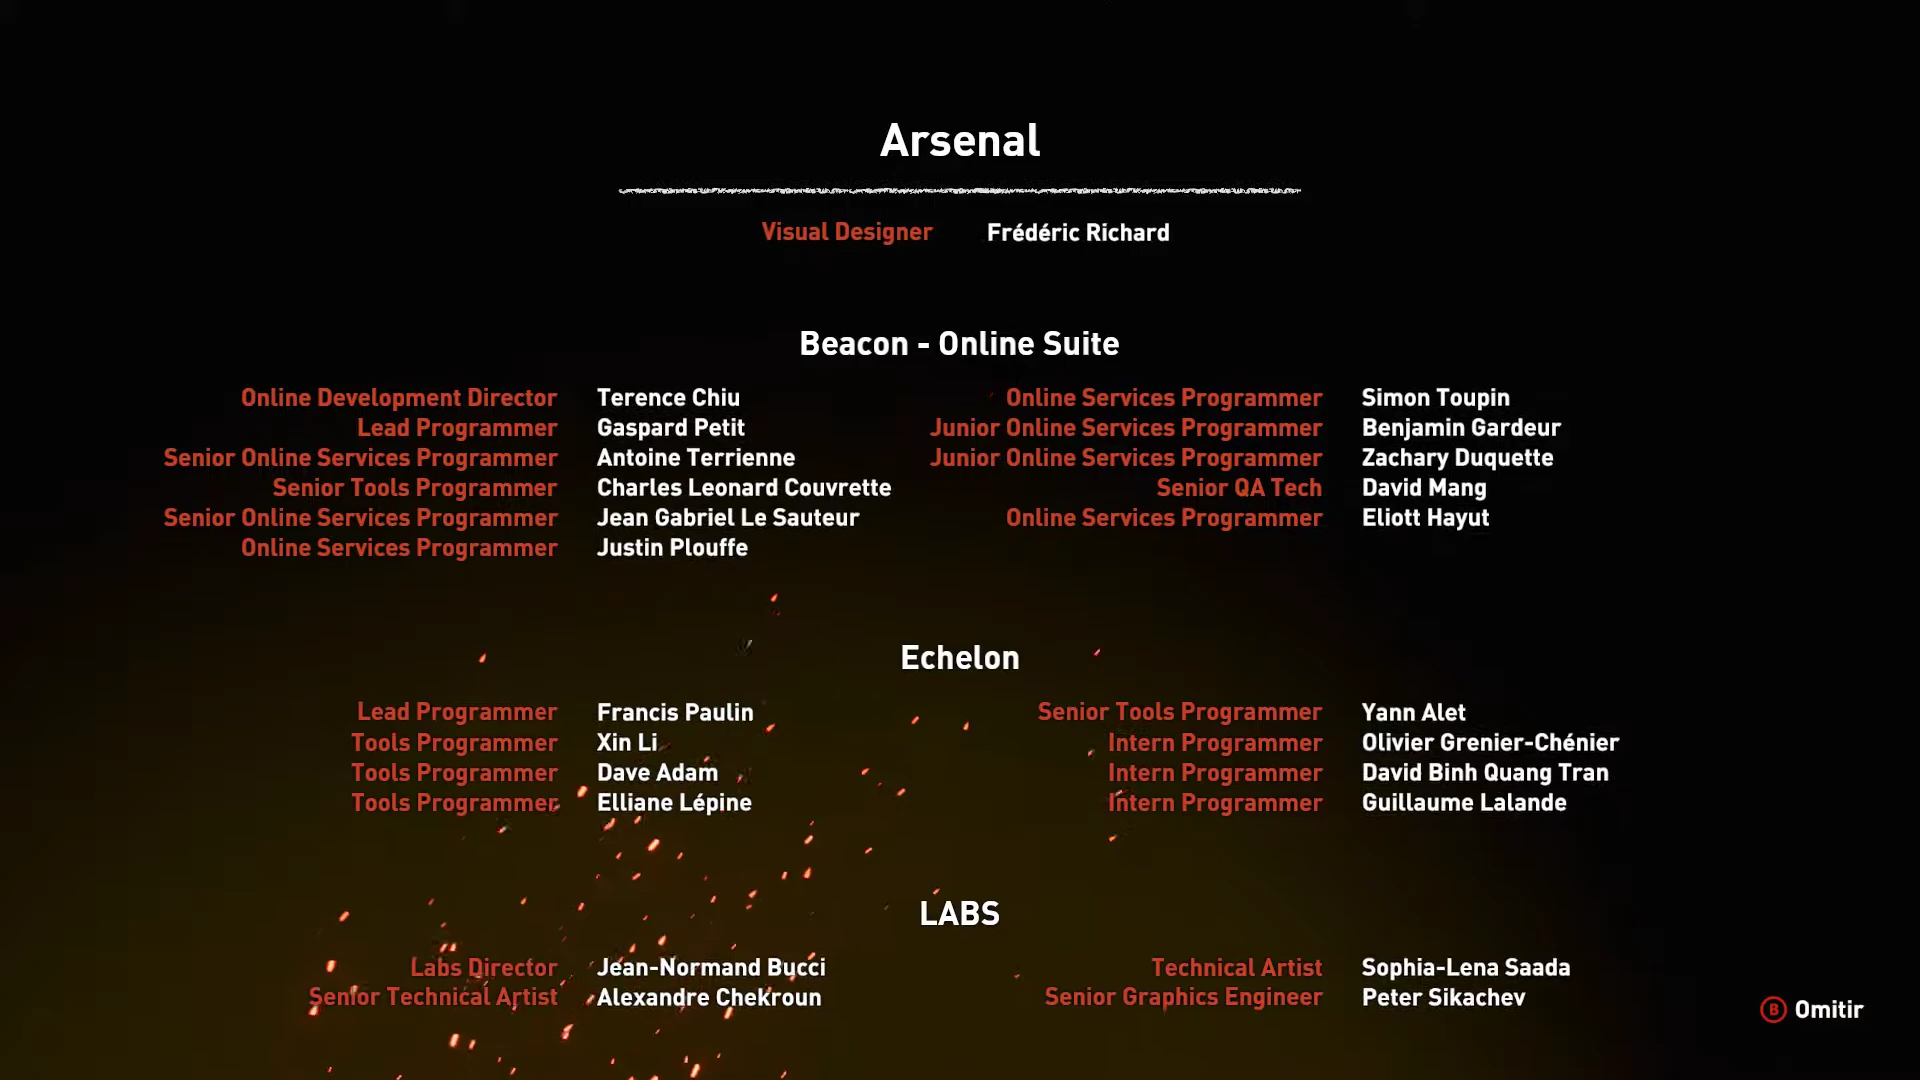 Arsenal
Visual Designer Frédéric Richard
Beacon - Online Suite
Online Development Director Terence Chiu Online Services Programmer Simon Toupin
Lead Programmer Gaspard Petit Junior Online Services Programmer Benjamin Gardeur
Senior Online Services Programmer Antoine Terrienne Junior Online Services Programmer Zachary Duquette
Senior Tools Programmer Charles Leonard Couvrette Senior QA Tech David Mang
Senior Online Services Programmer Jean Gabriel Le Sauteur Online Services Programmer Eliott Hayut
Online Services Programmer Justin Plouffe
Echelon
Lead Programmer Francis Paulin Senior Tools Programmer Yann Alet
Tools Programmer Xin Li Intern Programmer Olivier Grenier-Chénier
Tools Programmer Dave Adam Intern Programmer David Binh Quang Tran
Tools Programmer Elliane Lépine Intern Programmer Guillaume Lalande
LABS
Labs Director Jean-Normand Bucci Technical Artist Sophia-Lena Saada
Senior Technical Artist Alexandre Chekroun Senior Graphics Engineer Peter Sikachev
B Omitir